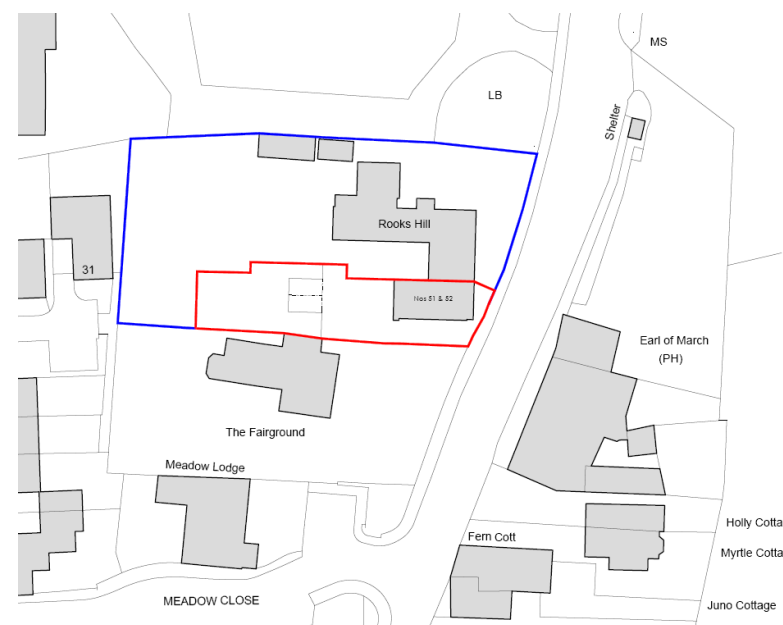 MS
LB
Shelter
Rooks Hill
31
Nos 51 & 52
Earl of March
(PH)
The Fairground
Meadow Lodge
Holly Cotta
Fern Cott
Myrtle Cotta
MEADOW CLOSE
Juno Cottage